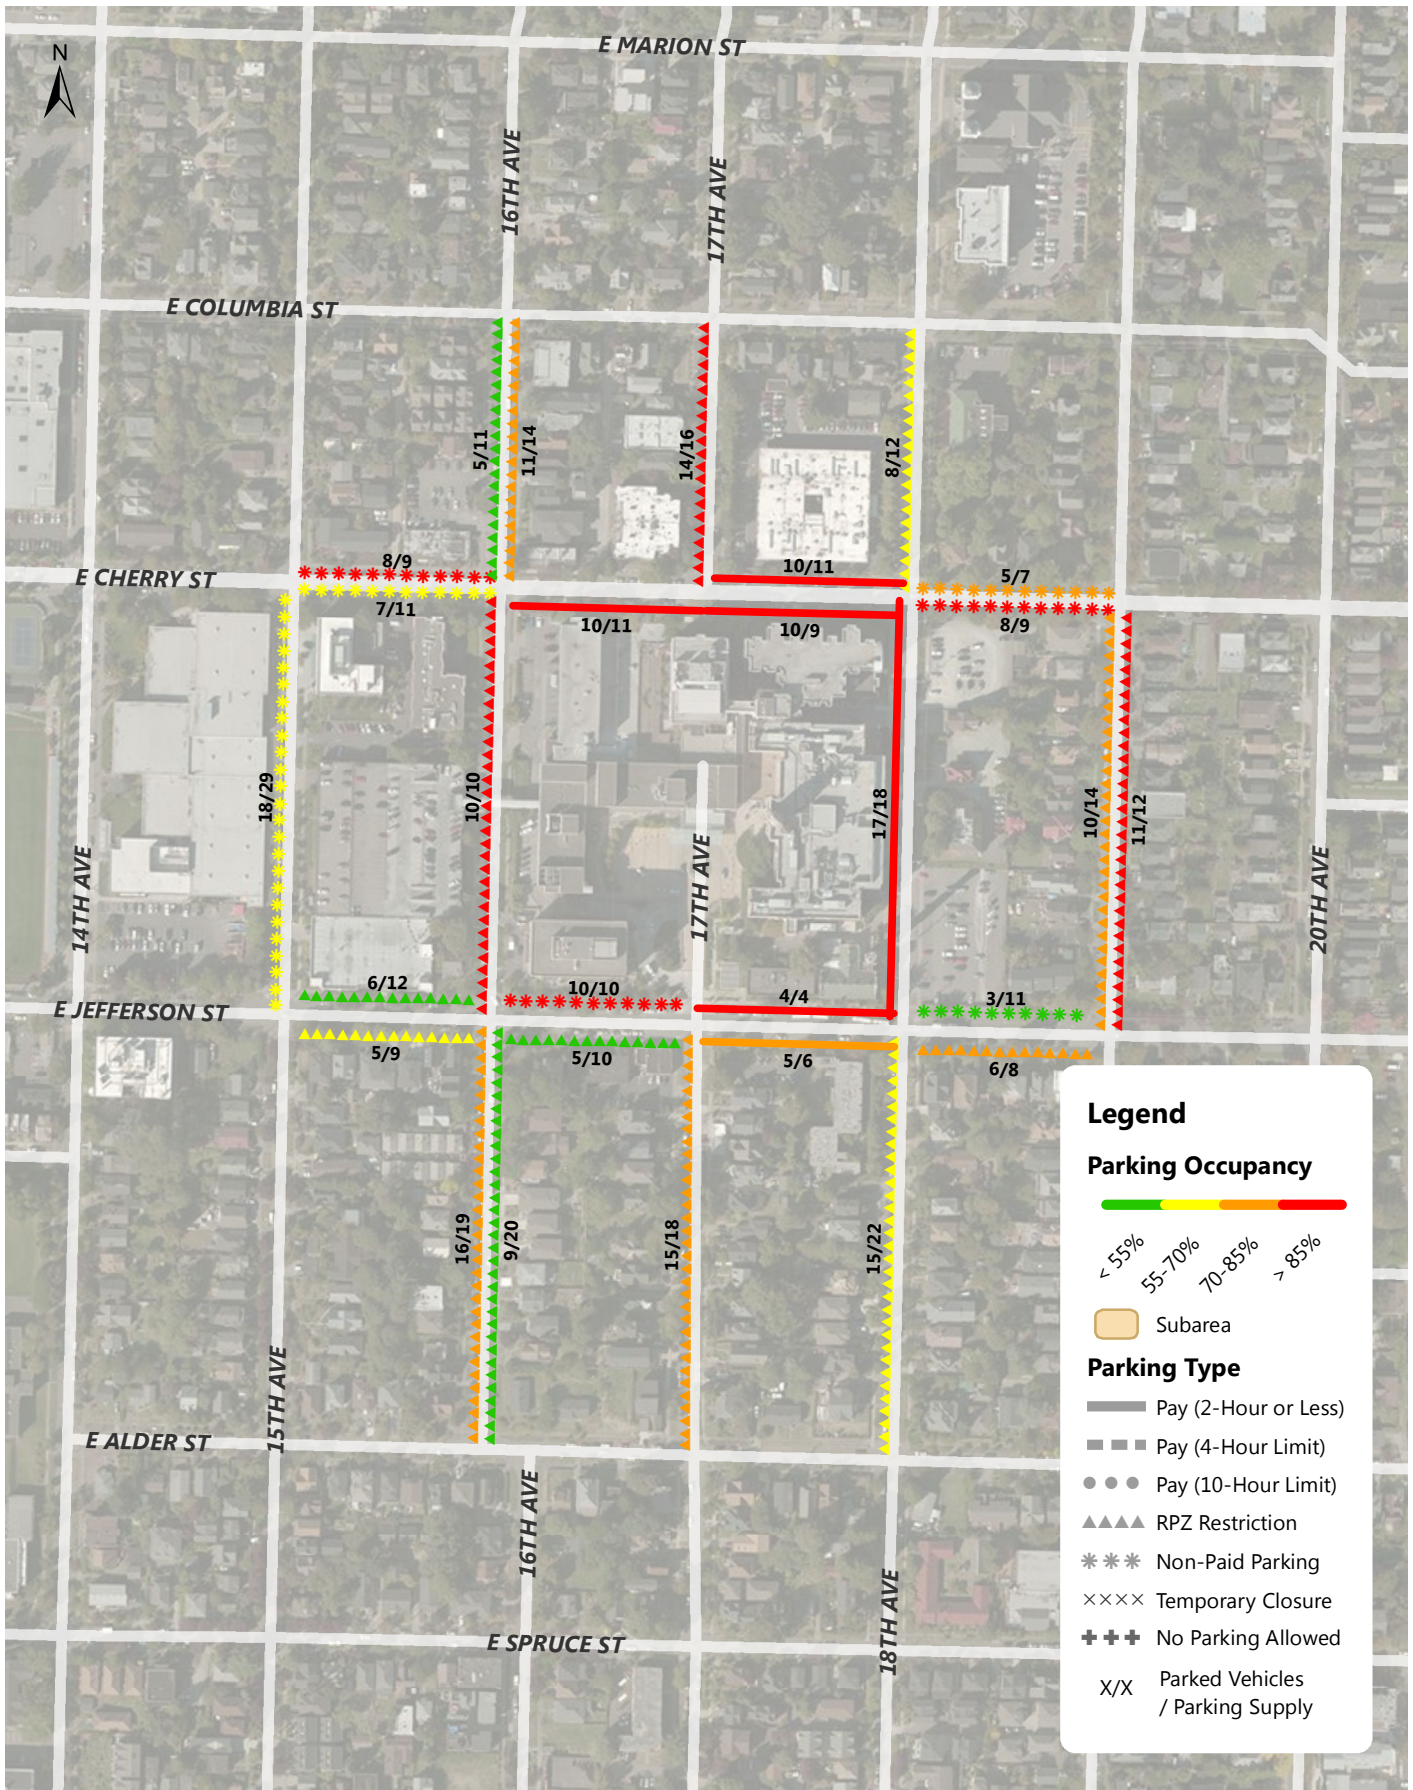 N
E MARION ST
16TH AVE
17TH AVE
E COLUMBIA ST
5/11
11/14
14/16
8/12
8/9
10/11
5/7
E CHERRY ST
7/11
10/11
10/9
8/9
18/29
10/10
17/18
10/14
11/12
14TH AVE
17TH AVE
20TH AVE
6/12
10/10
4/4
3/11
E JEFFERSON ST
5/9
5/10
5/6
6/8
16/19
9/20
15/18
15/22
15TH AVE
E ALDER ST
16TH AVE
18TH AVE
E SPRUCE ST
Legend
Parking Occupancy
< 55%
55-70%
70-85%
> 85%
Subarea
Parking Type
Pay (2-Hour or Less)
Pay (4-Hour Limit)
Pay (10-Hour Limit)
RPZ Restriction
Non-Paid Parking
Temporary Closure
No Parking Allowed
X/X Parked Vehicles
/ Parking Supply